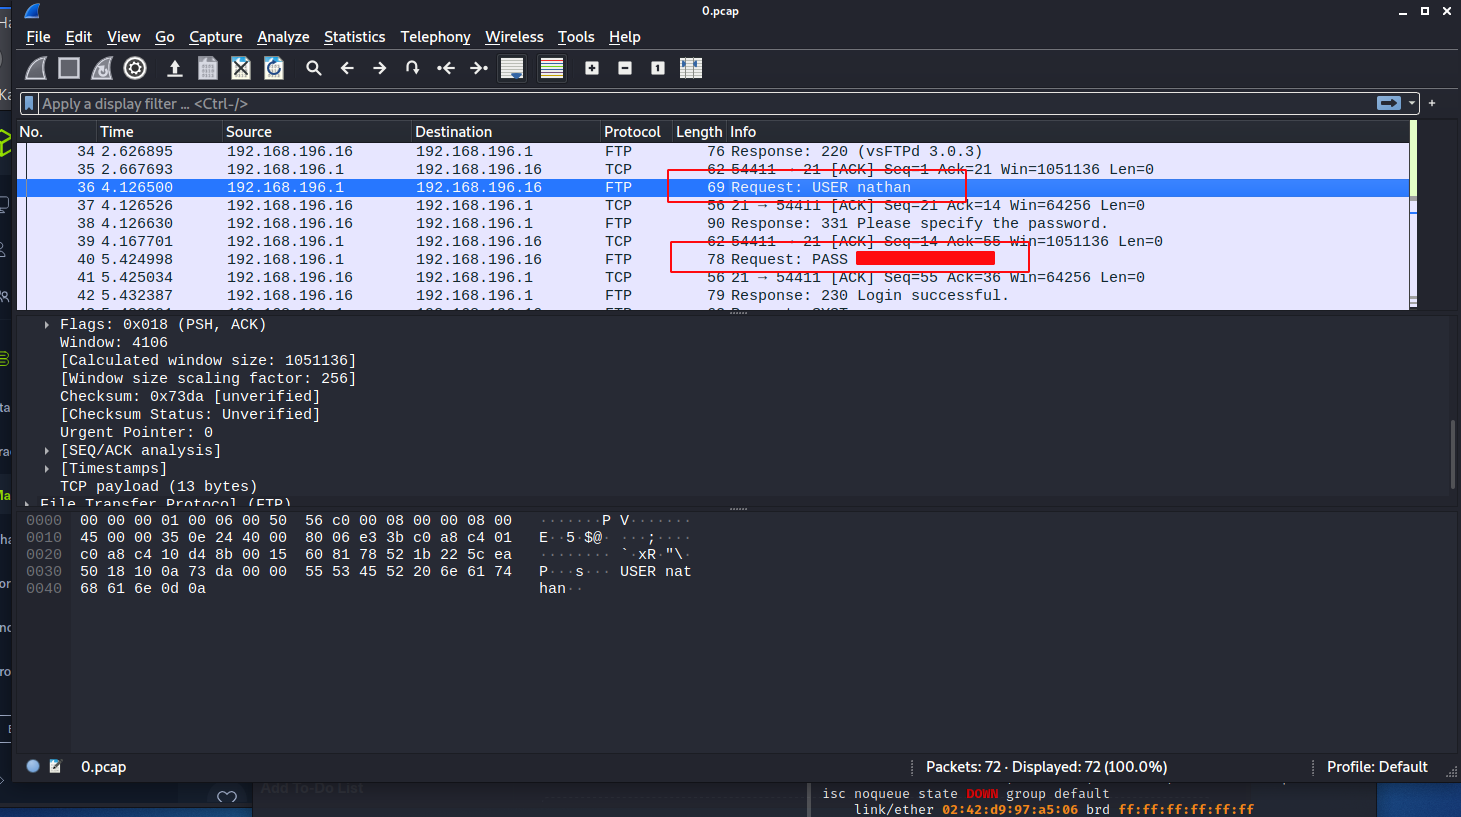 0.pcap
File Edit View Go Capture Analyze Statistics Telephony Wireless Tools Help
Apply a display filter ... <Ctrl-/>
No. Time Source Destination Protocol Length Info
34 2.626895 192.168.196.16 192.168.196.1 FTP 76 Response: 220 (vsFTPd 3.0.3)
35 2.667693 192.168.196.1 192.168.196.16 TCP 62 54411 → 21 [ACK] Seq=1 Ack=21 Win=1051136 Len=0
36 4.126500 192.168.196.1 192.168.196.16 FTP 69 Request: USER nathan
37 4.126526 192.168.196.16 192.168.196.1 TCP 56 21 → 54411 [ACK] Seq=21 Ack=14 Win=64256 Len=0
38 4.126630 192.168.196.16 192.168.196.1 FTP 90 Response: 331 Please specify the password.
39 4.167701 192.168.196.1 192.168.196.16 TCP 62 54411 → 21 [ACK] Seq=14 Ack=55 Win=1051136 Len=0
40 5.424998 192.168.196.1 192.168.196.16 FTP 78 Request: PASS
41 5.425034 192.168.196.16 192.168.196.1 TCP 56 21 → 54411 [ACK] Seq=55 Ack=36 Win=64256 Len=0
42 5.432387 192.168.196.16 192.168.196.1 FTP 79 Response: 230 Login successful.
Flags: 0x018 (PSH, ACK)
Window: 4106
[Calculated window size: 1051136]
[Window size scaling factor: 256]
Checksum: 0x73da [unverified]
[Checksum Status: Unverified]
Urgent Pointer: 0
[SEQ/ACK analysis]
[Timestamps]
TCP payload (13 bytes)
File Transfer Protocol (FTP)
0000 00 00 00 01 00 06 00 50 56 c0 00 08 00 00 08 00 ·······P V·······
0010 45 00 00 35 0e 24 40 00 80 06 e3 3b c0 a8 c4 01 E··5·$@· ···;····
0020 c0 a8 c4 10 d4 8b 00 15 60 81 78 52 1b 22 5c ea ········ `·xR·"\·
0030 50 18 10 0a 73 da 00 00 55 53 45 52 20 6e 61 74 P···s··· USER nat
0040 68 61 6e 0d 0a han··
0.pcap Packets: 72 · Displayed: 72 (100.0%) Profile: Default
Add To-Do List
isc noqueue state DOWN group default
link/ether 02:42:d9:97:a5:06 brd ff:ff:ff:ff:ff:ff